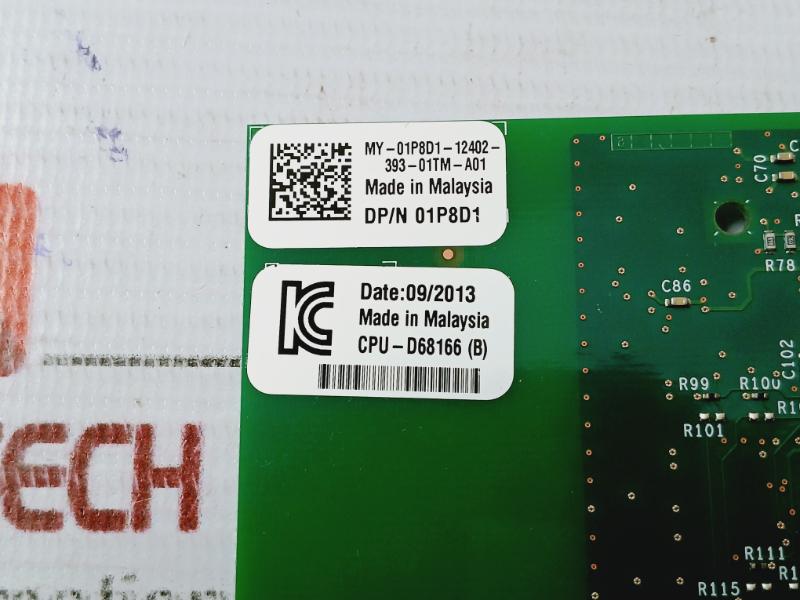 MY-01P8D1-12402-
393-01TM-A01
Made in Malaysia
DP/N 01P8D1
Date:09/2013
Made in Malaysia
CPU-D68166 (B)
C70
R78
C86
C102
R99
R100
R101
R111
R115
TECH